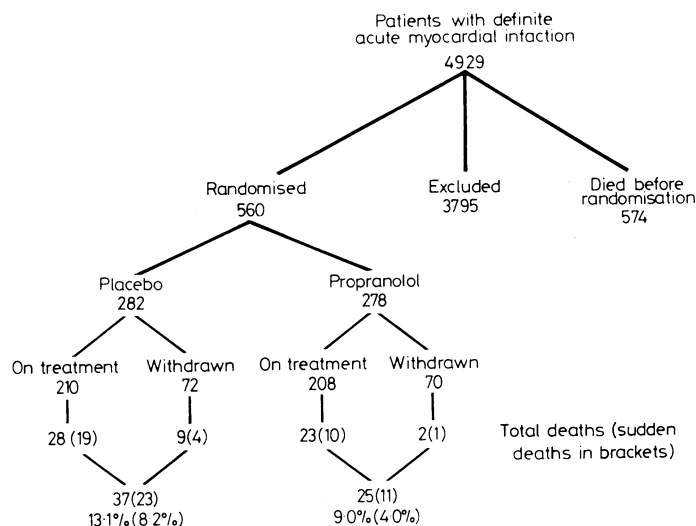 Patients with definite
acute myocardial infaction
4929
Randomised
560
Excluded
3795
Died before
randomisation
574
Placebo
282
Propranolol
278
On treatment
210
Withdrawn
72
On treatment
208
Withdrawn
70
28 (19)
9(4)
23(10)
2(1)
Total deaths (sudden
deaths in brackets)
37(23)
13·1% (8·2%)
25(11)
9·0% (4·0%)